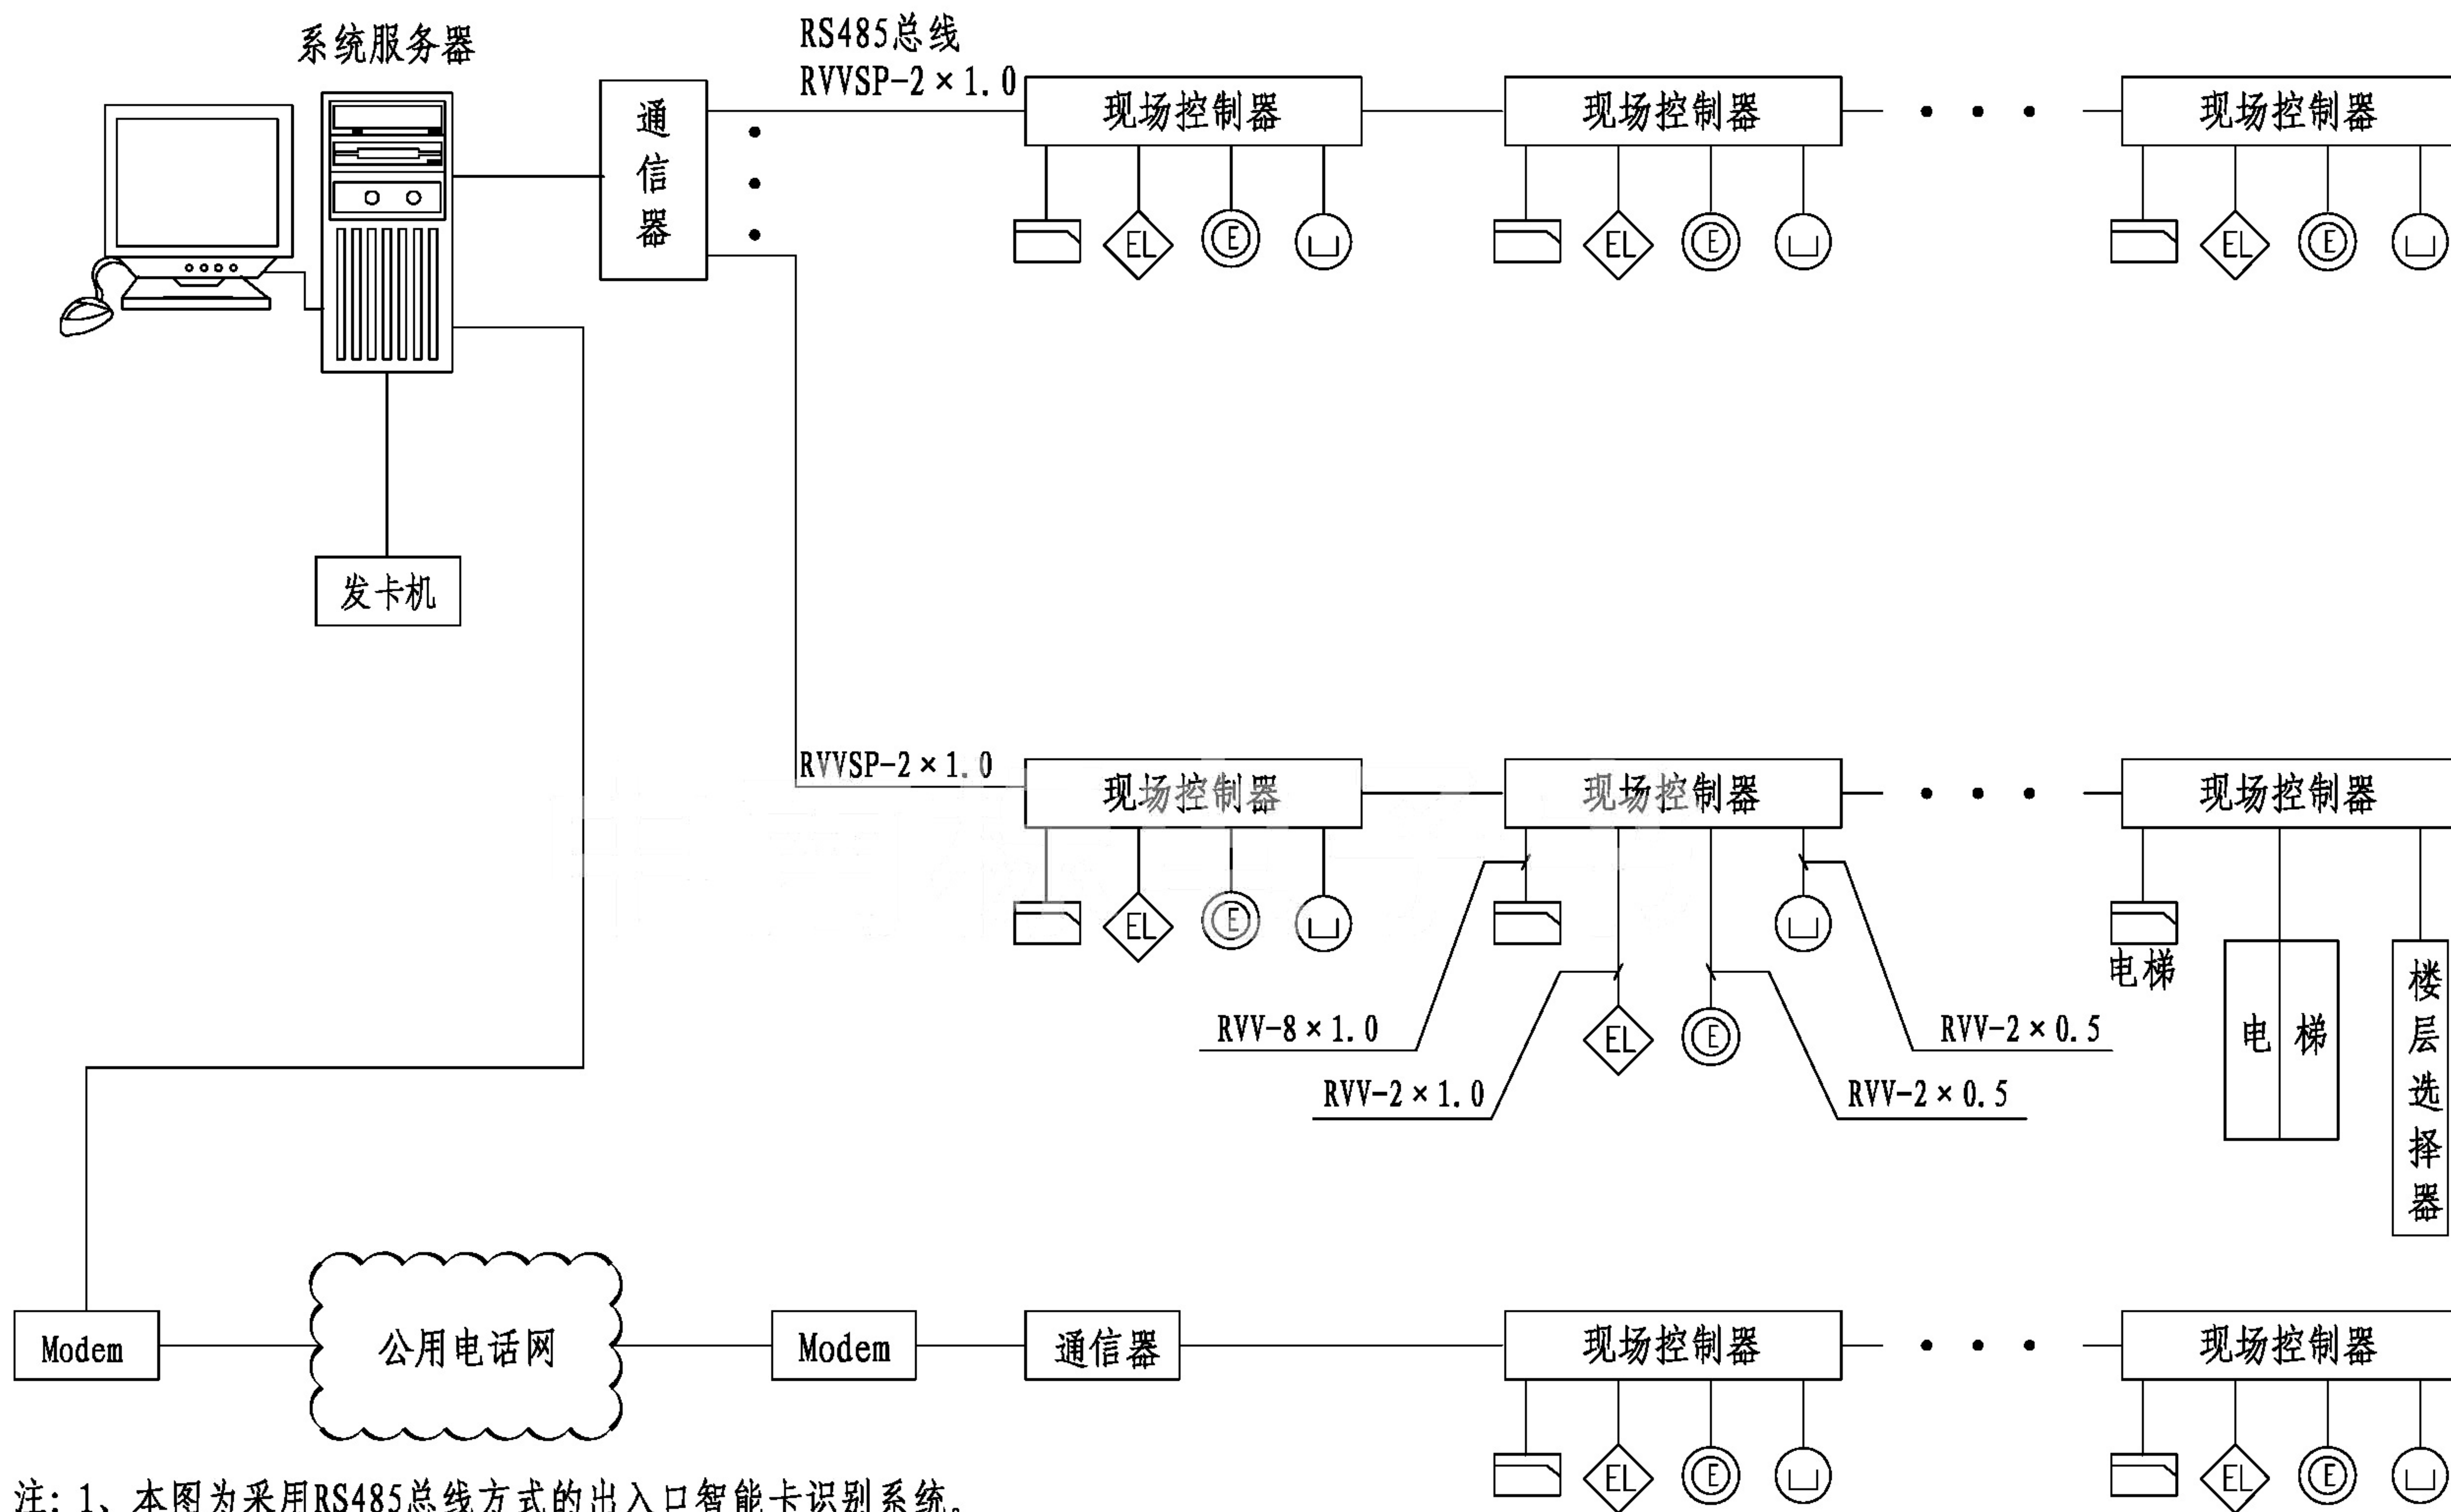 系统服务器
RS485总线
RVVSP-2×1.0
通信器
现场控制器
现场控制器
现场控制器
EL
E
EL
E
EL
E
发卡机
RVVSP-2×1.0
现场控制器
现场控制器
现场控制器
EL
E
电梯
RVV-8×1.0
EL
E
RVV-2×0.5
电梯
楼层选择器
RVV-2×1.0
RVV-2×0.5
Modem
公用电话网
Modem
通信器
现场控制器
现场控制器
EL
E
EL
E
注: 1、本图为采用RS485总线方式的出入口智能卡识别系统。